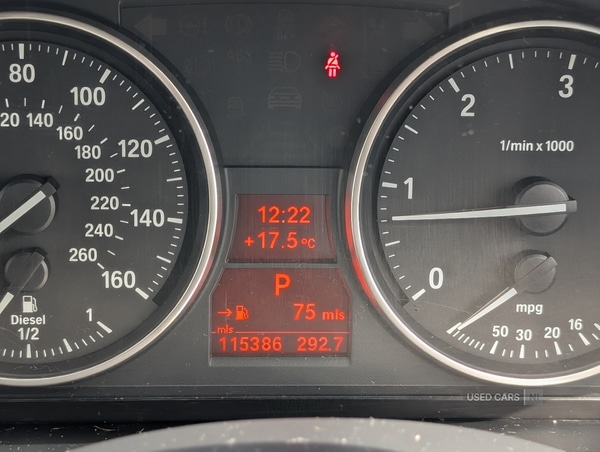 80
100
120
140
160
20 140
160
180
200
220
240
260
Diesel
1/2
1
12:22
+17.5°C
P
→ 75 mls
mls
115386 292.7
0
1
2
3
1/min x 1000
mpg
50 30 20 16
USED CARS NI